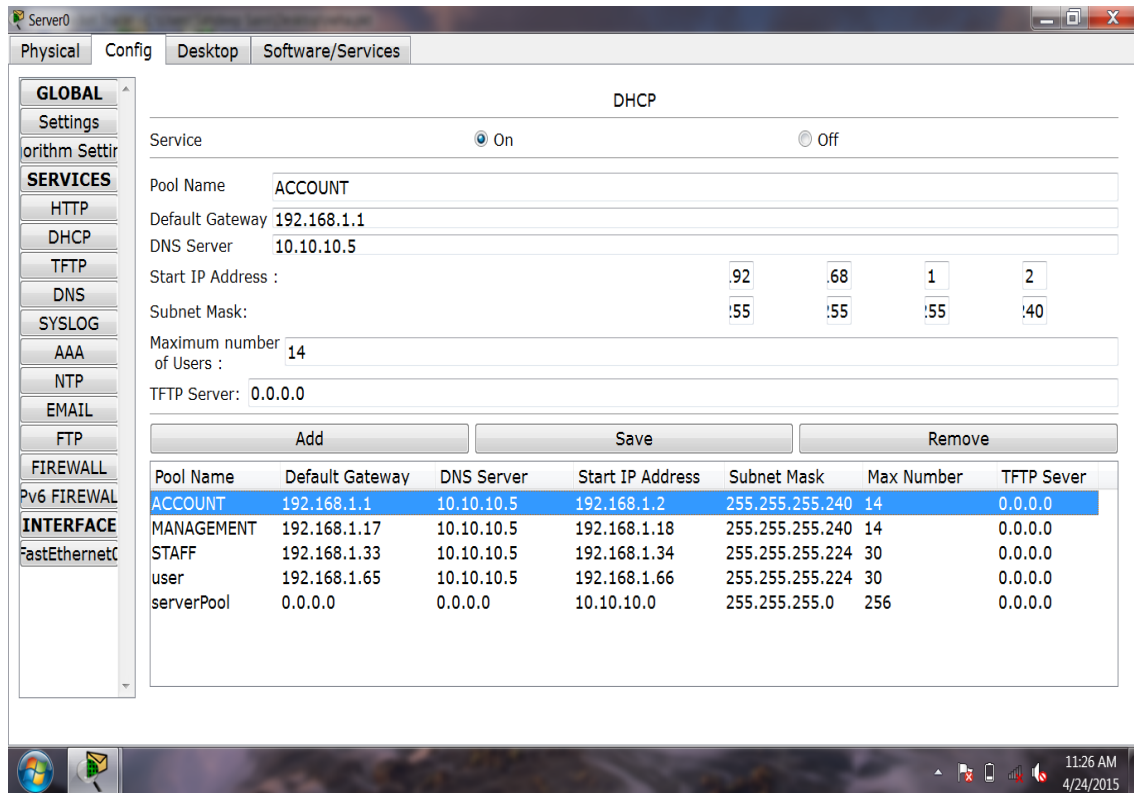 Server0
Physical Config Desktop Software/Services
GLOBAL
Settings
orithm Settir
SERVICES
HTTP
DHCP
TFTP
DNS
SYSLOG
AAA
NTP
EMAIL
FTP
FIREWALL
Pv6 FIREWAL
INTERFACE
FastEthernet0
DHCP
Service On Off
Pool Name ACCOUNT
Default Gateway 192.168.1.1
DNS Server 10.10.10.5
Start IP Address : .92 .68 1 2
Subnet Mask: 255 255 255 240
Maximum number
of Users : 14
TFTP Server: 0.0.0.0
Add Save Remove
Pool Name Default Gateway DNS Server Start IP Address Subnet Mask Max Number TFTP Sever
ACCOUNT 192.168.1.1 10.10.10.5 192.168.1.2 255.255.255.240 14 0.0.0.0
MANAGEMENT 192.168.1.17 10.10.10.5 192.168.1.18 255.255.255.240 14 0.0.0.0
STAFF 192.168.1.33 10.10.10.5 192.168.1.34 255.255.255.224 30 0.0.0.0
user 192.168.1.65 10.10.10.5 192.168.1.66 255.255.255.224 30 0.0.0.0
serverPool 0.0.0.0 0.0.0.0 10.10.10.0 255.255.255.0 256 0.0.0.0
11:26 AM
4/24/2015